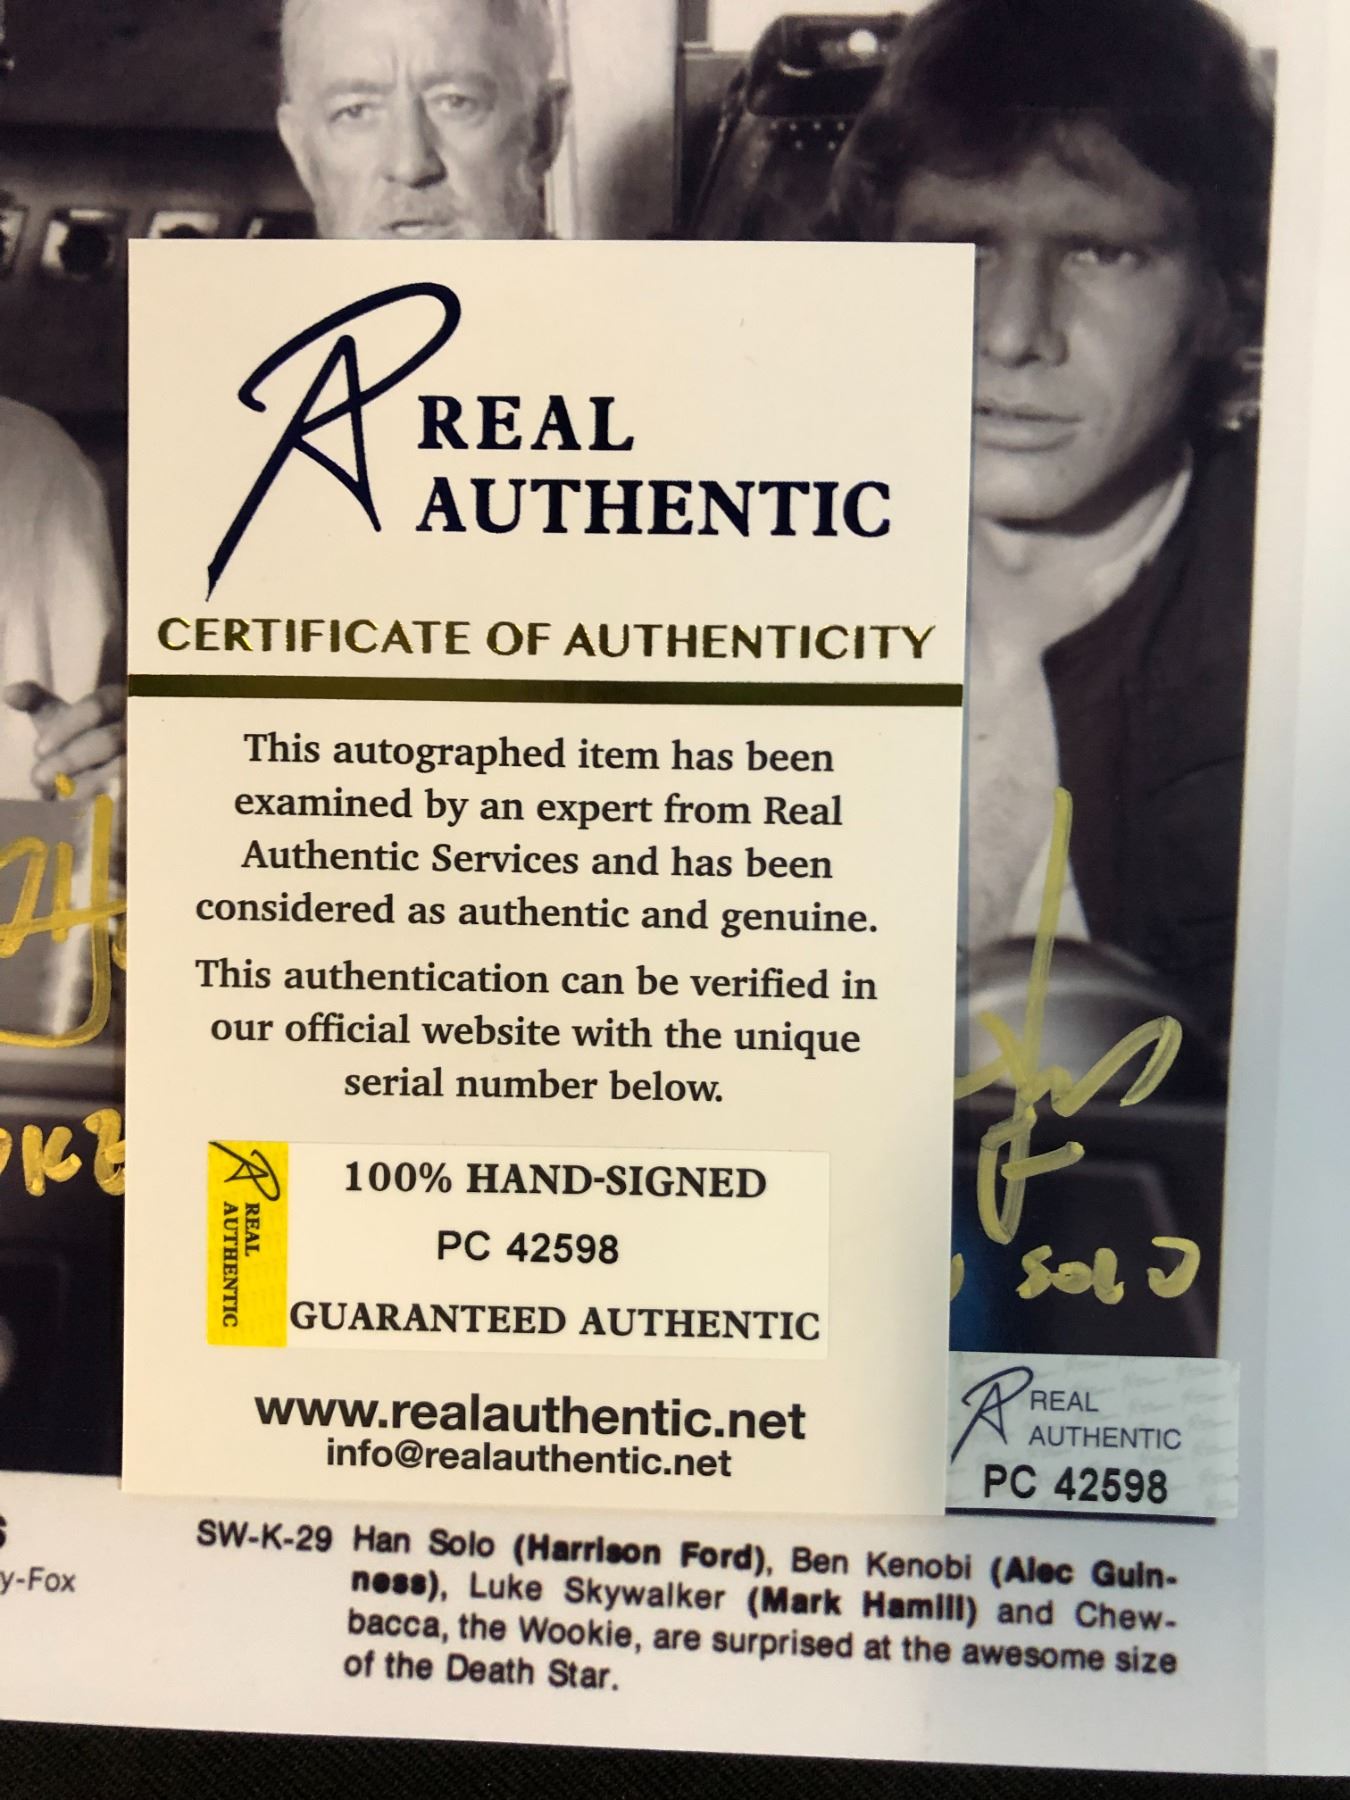 REAL
AUTHENTIC
CERTIFICATE OF AUTHENTICITY
This autographed item has been
examined by an expert from Real
Authentic Services and has been
considered as authentic and genuine.
This authentication can be verified in
our official website with the unique
serial number below.
REAL
AUTHENTIC
100% HAND-SIGNED
PC 42598
GUARANTEED AUTHENTIC
www.realauthentic.net
info@realauthentic.net
SOLO
REAL
AUTHENTIC
PC 42598
y-Fox
SW-K-29 Han Solo (Harrison Ford), Ben Kenobi (Alec Guin-
ness), Luke Skywalker (Mark Hamill) and Chew-
bacca, the Wookie, are surprised at the awesome size
of the Death Star.